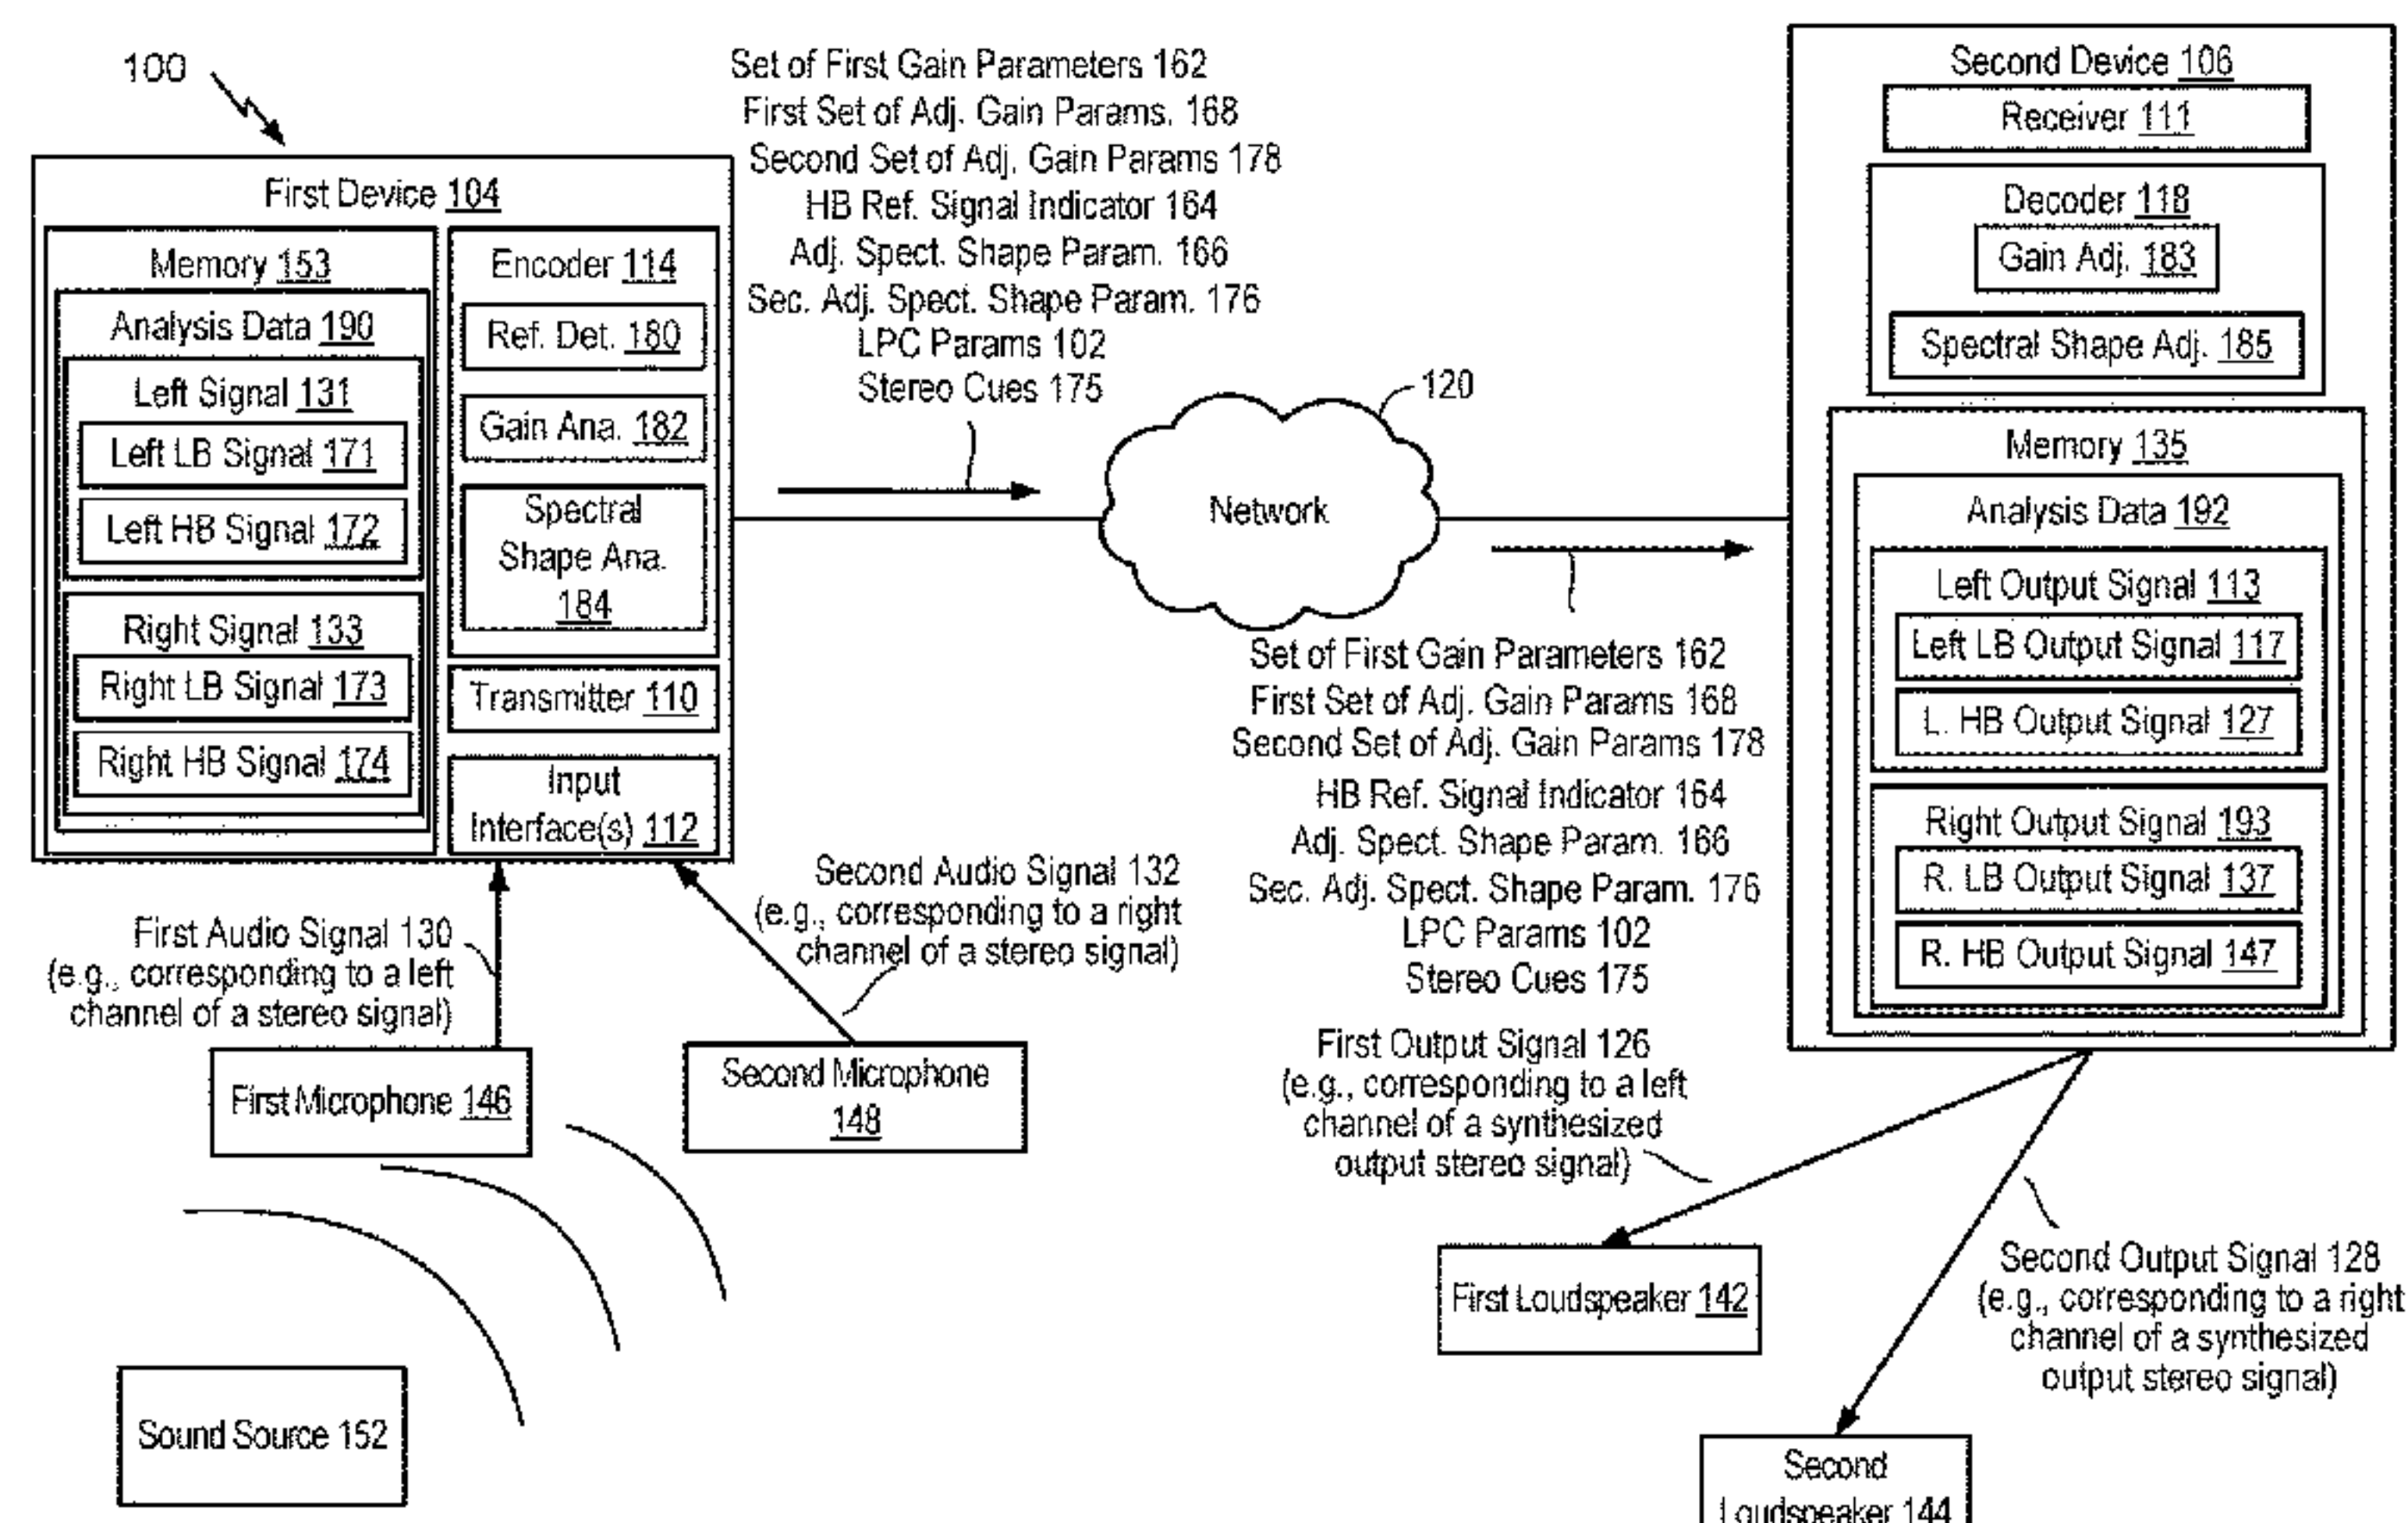 100
First Device 104
Memory 153
Analysis Data 190
Left Signal 131
Left LB Signal 171
Left HB Signal 172
Right Signal 133
Right LB Signal 173
Right HB Signal 174
Encoder 114
Ref. Det. 180
Gain Ana. 182
Spectral
Shape Ana.
184
Transmitter 110
Input
Interface(s) 112
Set of First Gain Parameters 162
First Set of Adj. Gain Params. 168
Second Set of Adj. Gain Params 178
HB Ref. Signal Indicator 164
Adj. Spect. Shape Param. 166
Sec. Adj. Spect. Shape Param. 176
LPC Params 102
Stereo Cues 175
120
Network
Set of First Gain Parameters 162
First Set of Adj. Gain Params 168
Second Set of Adj. Gain Params 178
HB Ref. Signal Indicator 164
Adj. Spect. Shape Param. 166
Sec. Adj. Spect. Shape Param. 176
LPC Params 102
Stereo Cues 175
Second Device 106
Receiver 111
Decoder 118
Gain Adj. 183
Spectral Shape Adj. 185
Memory 135
Analysis Data 192
Left Output Signal 113
Left LB Output Signal 117
L. HB Output Signal 127
Right Output Signal 193
R. LB Output Signal 137
R. HB Output Signal 147
First Audio Signal 130
(e.g., corresponding to a left
channel of a stereo signal)
Second Audio Signal 132
(e.g., corresponding to a right
channel of a stereo signal)
First Microphone 146
Second Microphone
148
Sound Source 152
First Output Signal 126
(e.g., corresponding to a left
channel of a synthesized
output stereo signal)
First Loudspeaker 142
Second Output Signal 128
(e.g., corresponding to a right
channel of a synthesized
output stereo signal)
Second
Loudspeaker 144